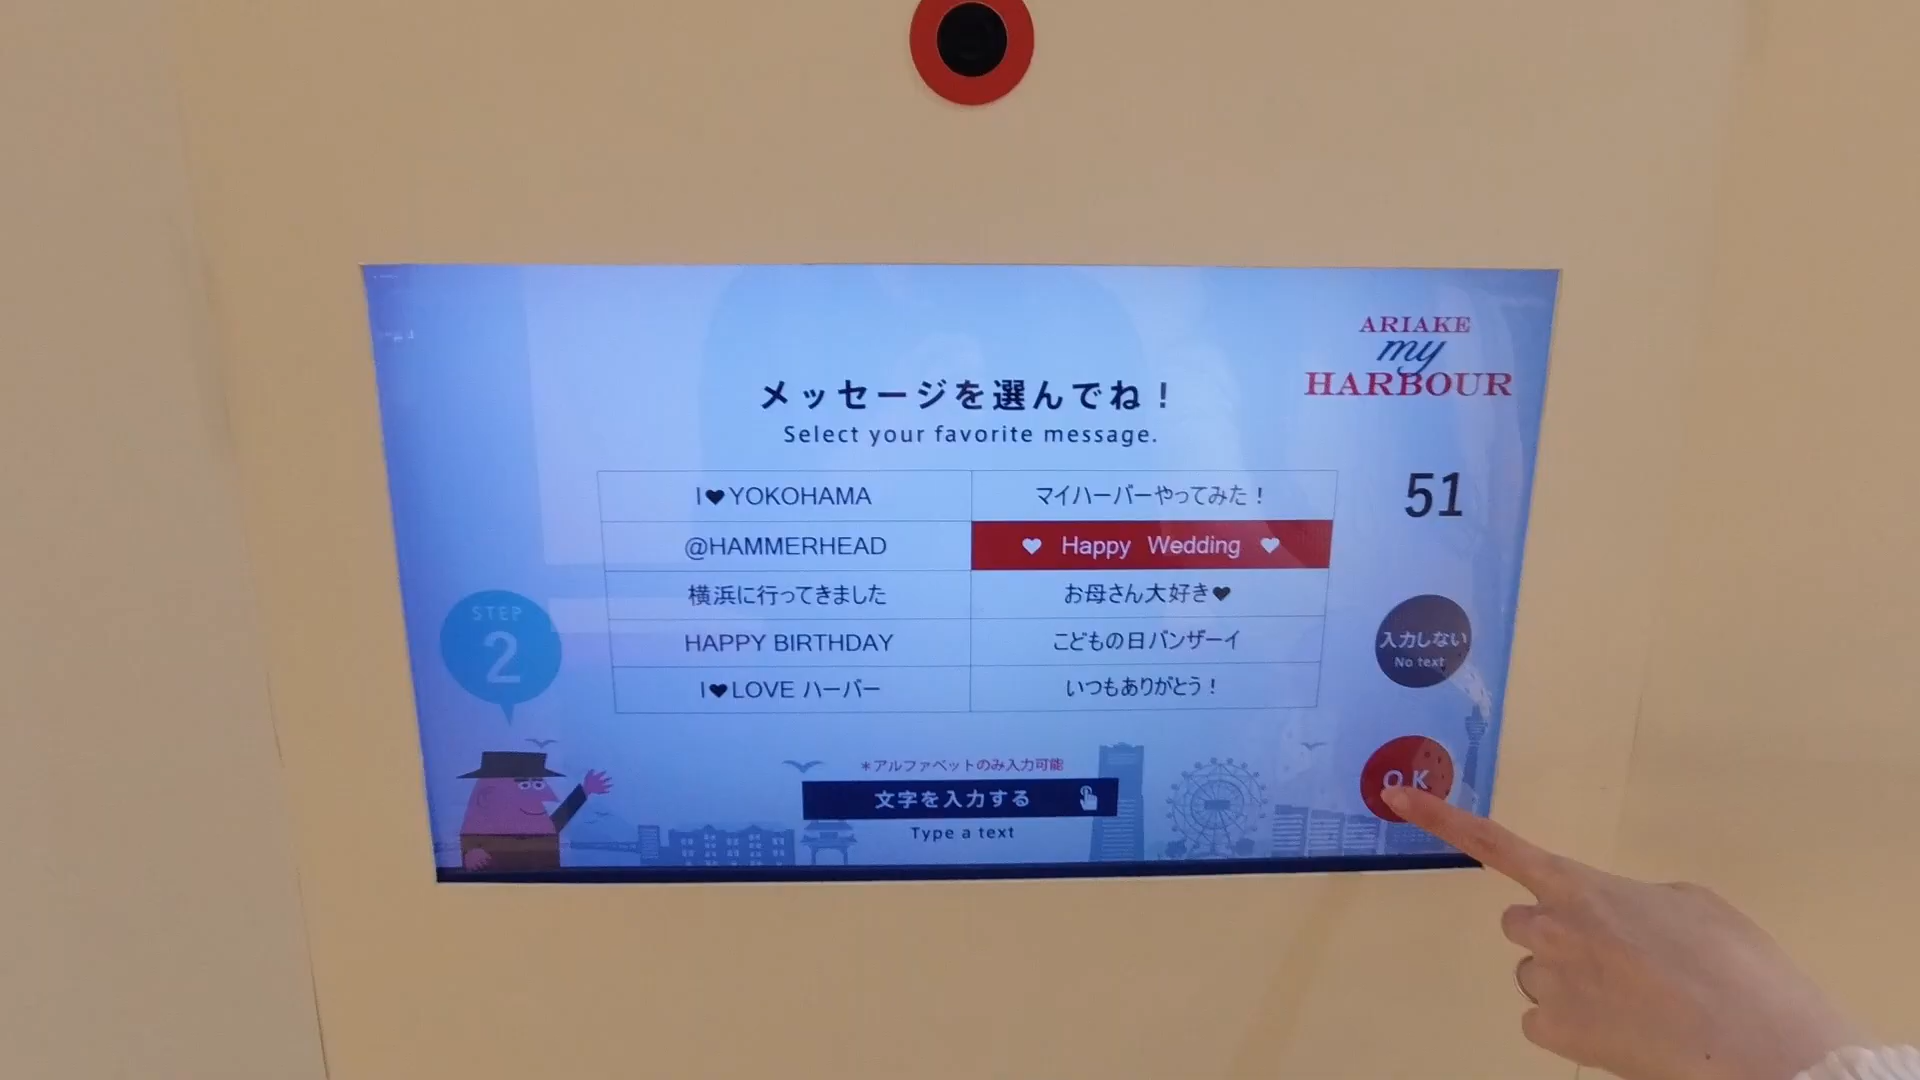 ARIAKE
my
HARBOUR
メッセージを選んでね！
Select your favorite message.
I♥YOKOHAMA
マイハーバーやってみた！
@HAMMERHEAD
♥ Happy Wedding ♥
横浜に行ってきました
お母さん大好き♥
HAPPY BIRTHDAY
こどもの日バンザーイ
I♥LOVE ハーバー
いつもありがとう！
51
STEP
2
入力しない
No text
＊アルファベットのみ入力可能
文字を入力する
Type a text
OK